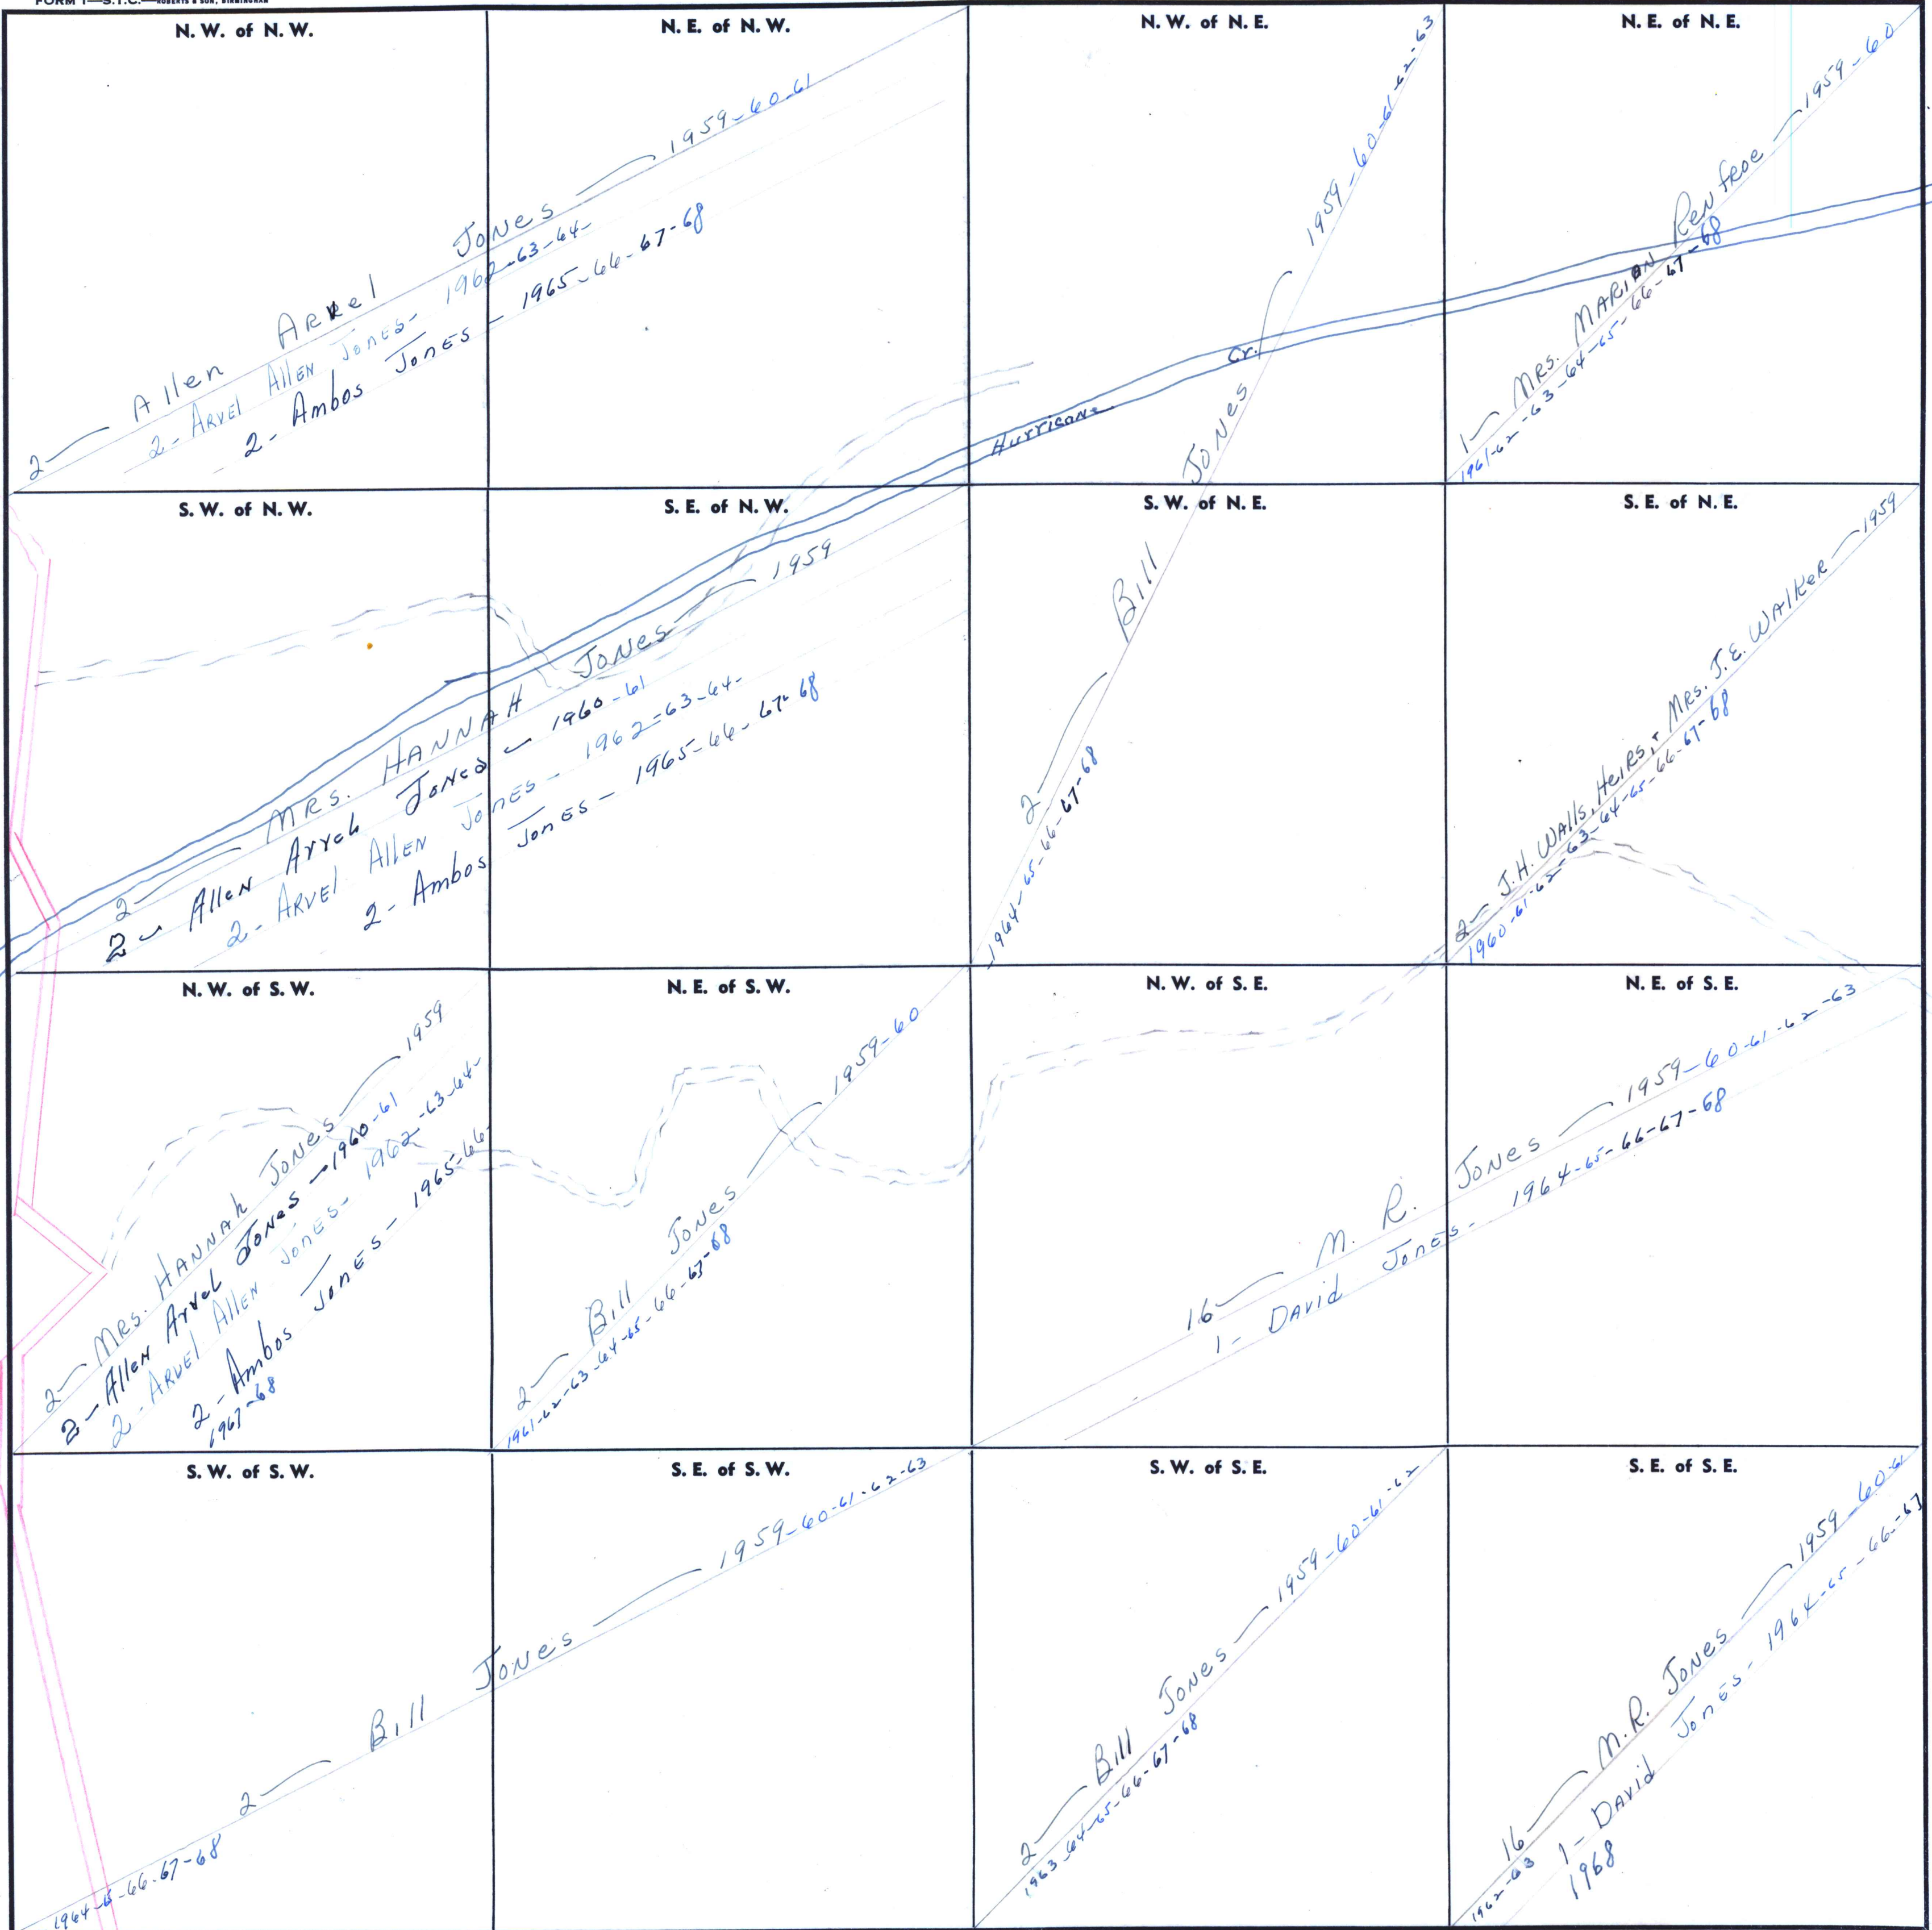 FORM 1—S.T.C.—ROBERTS & SON, BIRMINGHAM
N. W. of N. W.
N. E. of N. W.
2 Allen Arvel Jones 1959-60-61
2- ARVEL AllEN JonES- 1962-63-64-
2- Ambos JonES - 1965-66-67-68
N. W. of N. E.
N. E. of N. E.
1 MRS. MARIAN RENfROE 1959-60
1961-62-63-64-65-66-67-68
Hurricane Cr.
S. W. of N. W.
S. E. of N. W.
2 MRS. HANNAH JONES 1959
2- AlleN Arvel JoNes - 1960-61
2- ARVEL AllEN JonES - 1962-63-64-
2- Ambos JonES - 1965-66-67-68
S. W. of N. E.
2 Bill JONES 1959-60-61-62-63
1964-65-66-67-68
S. E. of N. E.
2- J.H. WAlls, HeiRS, + MRS. J.E. WAlKER 1959
1960-61-62-63-64-65-66-67-68
N. W. of S. W.
2 MRS. HANNAh JONES 1959
2- AlleN Arvel JoNes - 1960-61
2- ARVEL AllEN JonES- 1962-63-64-
2- Ambos JonES - 1965-66-
1967-68
N. E. of S. W.
2 Bill JONES 1959-60
1961-62-63-64-65-66-67-68
N. W. of S. E.
N. E. of S. E.
16 M. R. JONES 1959-60-61-62-63
1- DAVid JonES- 1964-65-66-67-68
S. W. of S. W.
S. E. of S. W.
2 Bill JONES 1959-60-61-62-63
1964-65-66-67-68
S. W. of S. E.
2 Bill JONES 1959-60-61-62
1963-64-65-66-67-68
S. E. of S. E.
16 M.R. JONES 1959-60-61
1962-63
1- DAVid JonES- 1964-65-66-67
1968